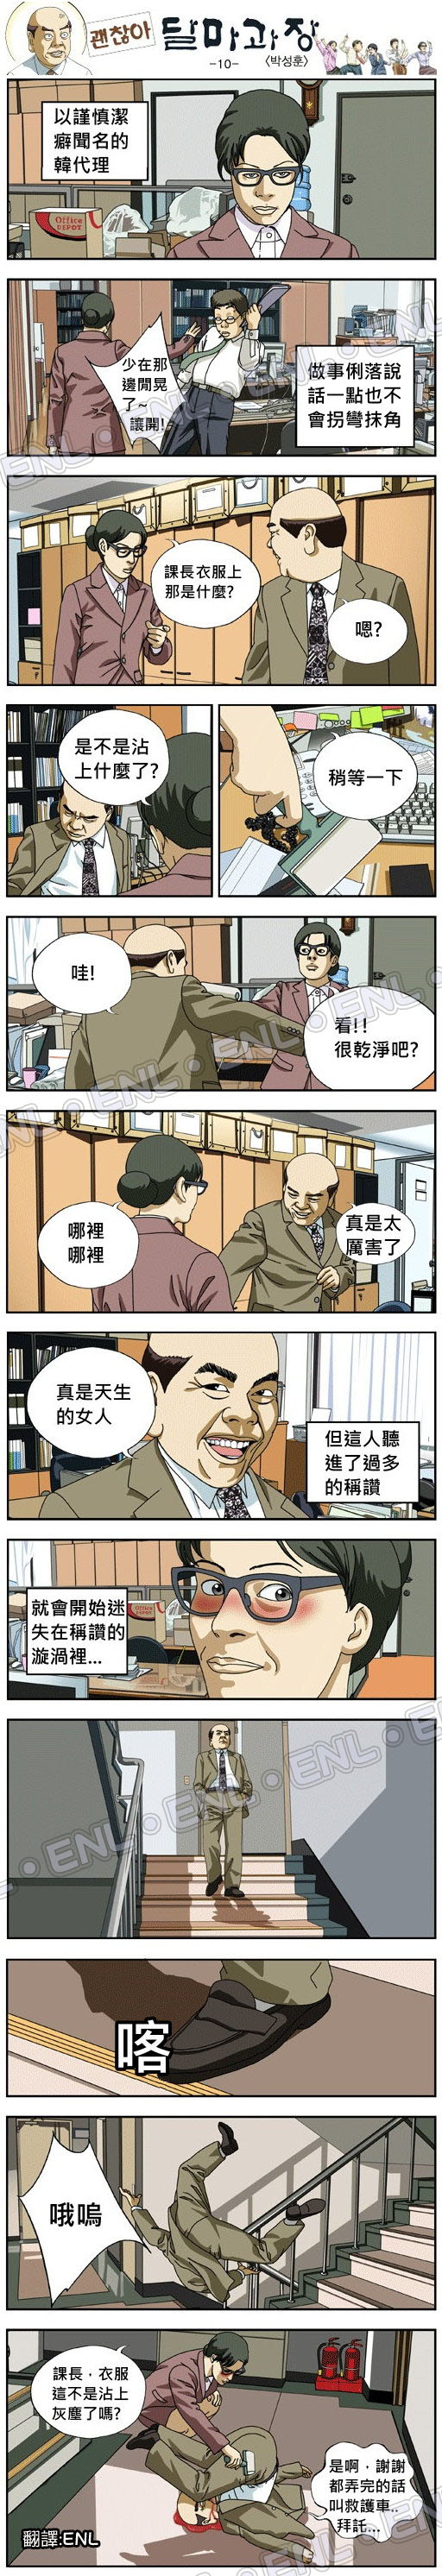 괜찮아
달마과장
-10-
<박성훈>
以謹慎潔
癖聞名的
韓代理
Office
DEPOT
少在那
邊閒晃
了~
讓開!
做事俐落說
話一點也不
會拐彎抹角
課長衣服上
那是什麼?
嗯?
是不是沾
上什麼了?
稍等一下
哇!
看!!
很乾淨吧?
哪裡
哪裡
真是太
厲害了
真是天生
的女人
但這人聽
進了過多
的稱讚
就會開始迷
失在稱讚的
漩渦裡...
喀
哦嗚
課長，衣服
這不是沾上
灰塵了嗎?
是啊，謝謝
都弄完的話
叫救護車..
拜託...
翻譯:ENL
ENL